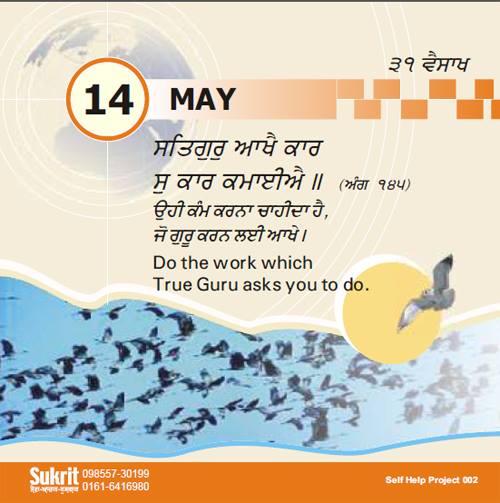 ੩੧ ਵੈਸਾਖ
14 MAY
ਸਤਿਗੁਰੁ ਆਖੈ ਕਾਰ
ਸੁ ਕਾਰ ਕਮਾਈਐ ॥ (ਅੰਗ ੧੪੫)
ਉਹੀ ਕੰਮ ਕਰਨਾ ਚਾਹੀਦਾ ਹੈ,
ਜੋ ਗੁਰੂ ਕਰਨ ਲਈ ਆਖੇ।
Do the work which
True Guru asks you to do.
Sukrit 098557-30199
0161-6416980
Self Help Project 002